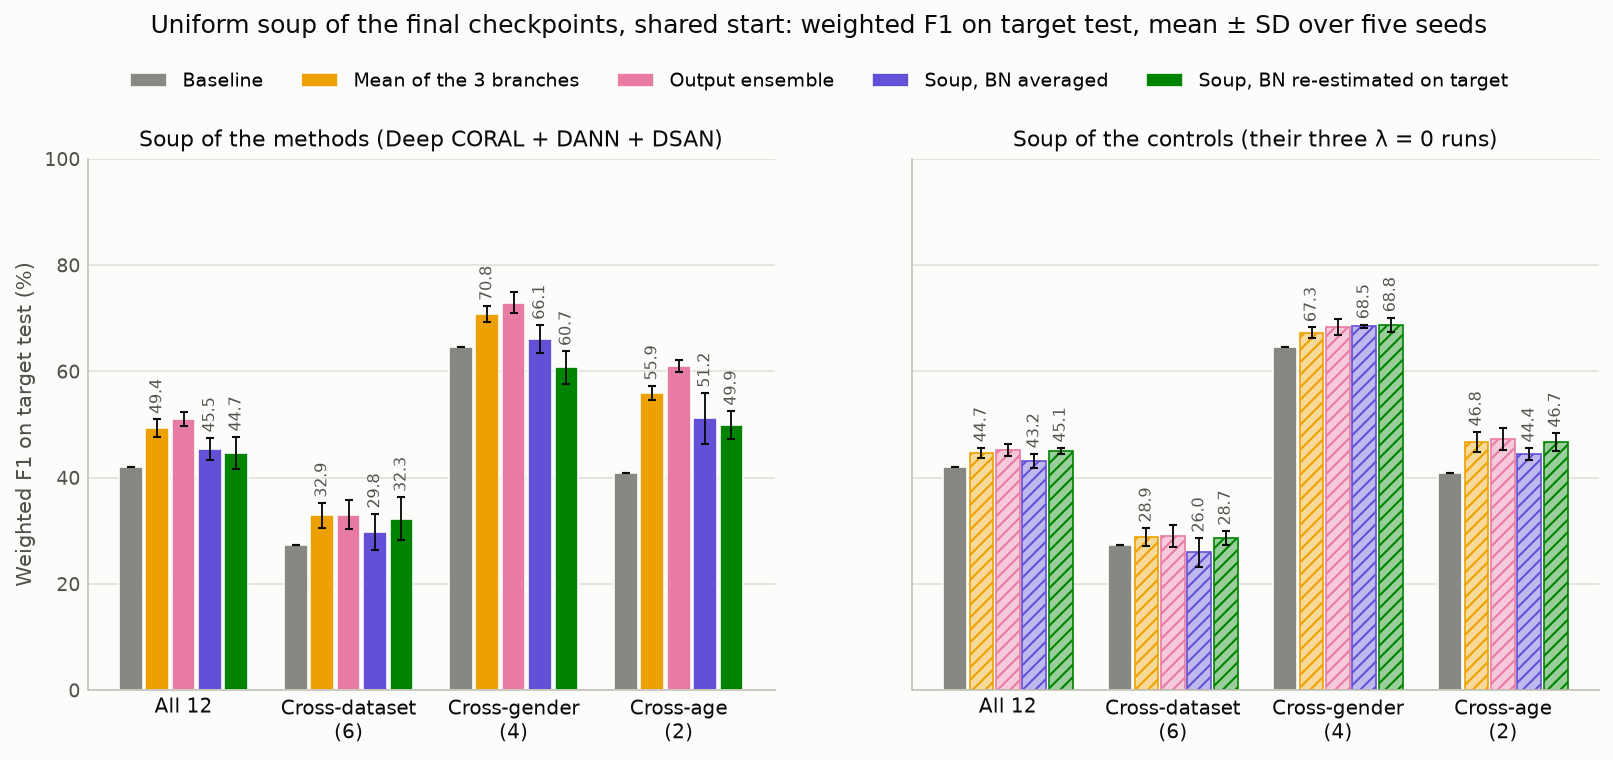 Uniform soup of the final checkpoints, shared start: weighted F1 on target test, mean ± SD over five seeds
Baseline
Mean of the 3 branches
Output ensemble
Soup, BN averaged
Soup, BN re-estimated on target
Soup of the methods (Deep CORAL + DANN + DSAN)
Weighted F1 on target test (%)
100
80
60
40
20
0
49.4
45.5
44.7
32.9
29.8
32.3
70.8
66.1
60.7
55.9
51.2
49.9
All 12
Cross-dataset
(6)
Cross-gender
(4)
Cross-age
(2)
Soup of the controls (their three λ = 0 runs)
44.7
43.2
45.1
28.9
26.0
28.7
67.3
68.5
68.8
46.8
44.4
46.7
All 12
Cross-dataset
(6)
Cross-gender
(4)
Cross-age
(2)